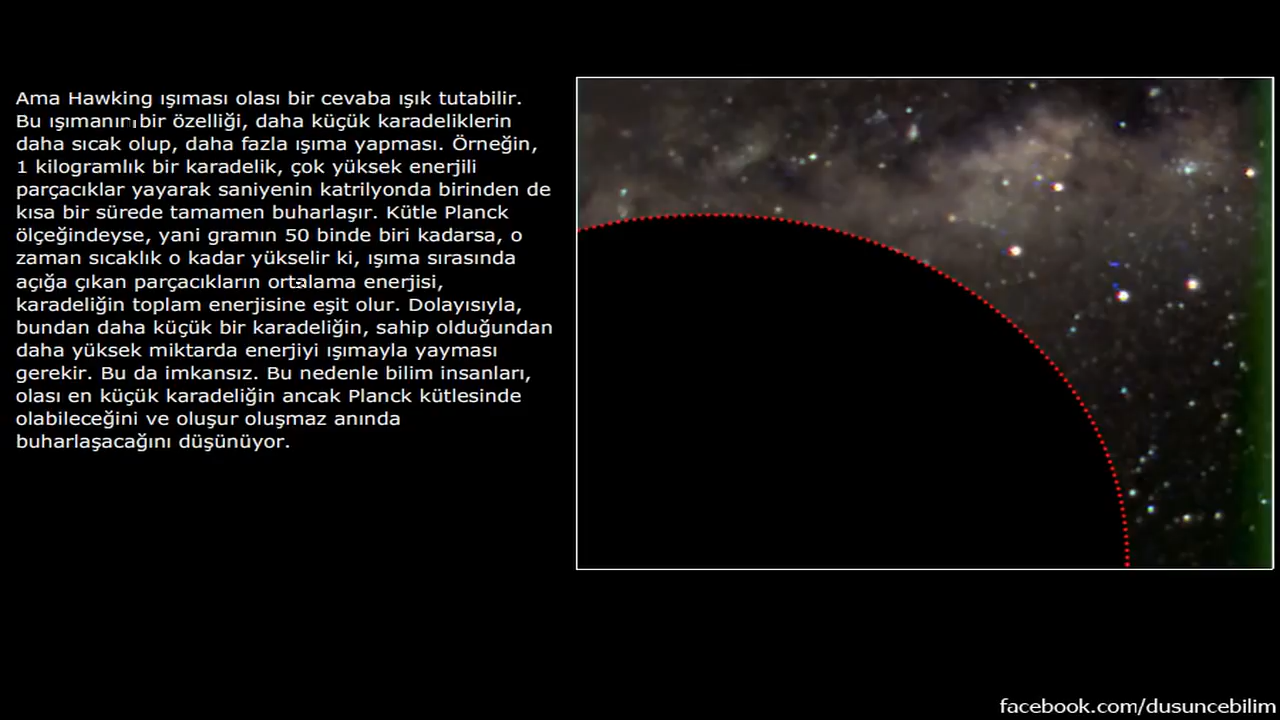 Ama Hawking ışıması olası bir cevaba ışık tutabilir.
Bu ışımanın bir özelliği, daha küçük karadeliklerin
daha sıcak olup, daha fazla ışıma yapması. Örneğin,
1 kilogramlık bir karadelik, çok yüksek enerjili
parçacıklar yayarak saniyenin katrilyonda birinden de
kısa bir sürede tamamen buharlaşır. Kütle Planck
ölçeğindeyse, yani gramın 50 binde biri kadarsa, o
zaman sıcaklık o kadar yükselir ki, ışıma sırasında
açığa çıkan parçacıkların ortalama enerjisi,
karadeliğin toplam enerjisine eşit olur. Dolayısıyla,
bundan daha küçük bir karadeliğin, sahip olduğundan
daha yüksek miktarda enerjiyi ışımayla yayması
gerekir. Bu da imkansız. Bu nedenle bilim insanları,
olası en küçük karadeliğin ancak Planck kütlesinde
olabileceğini ve oluşur oluşmaz anında
buharlaşacağını düşünüyor.
facebook.com/dusuncebilim